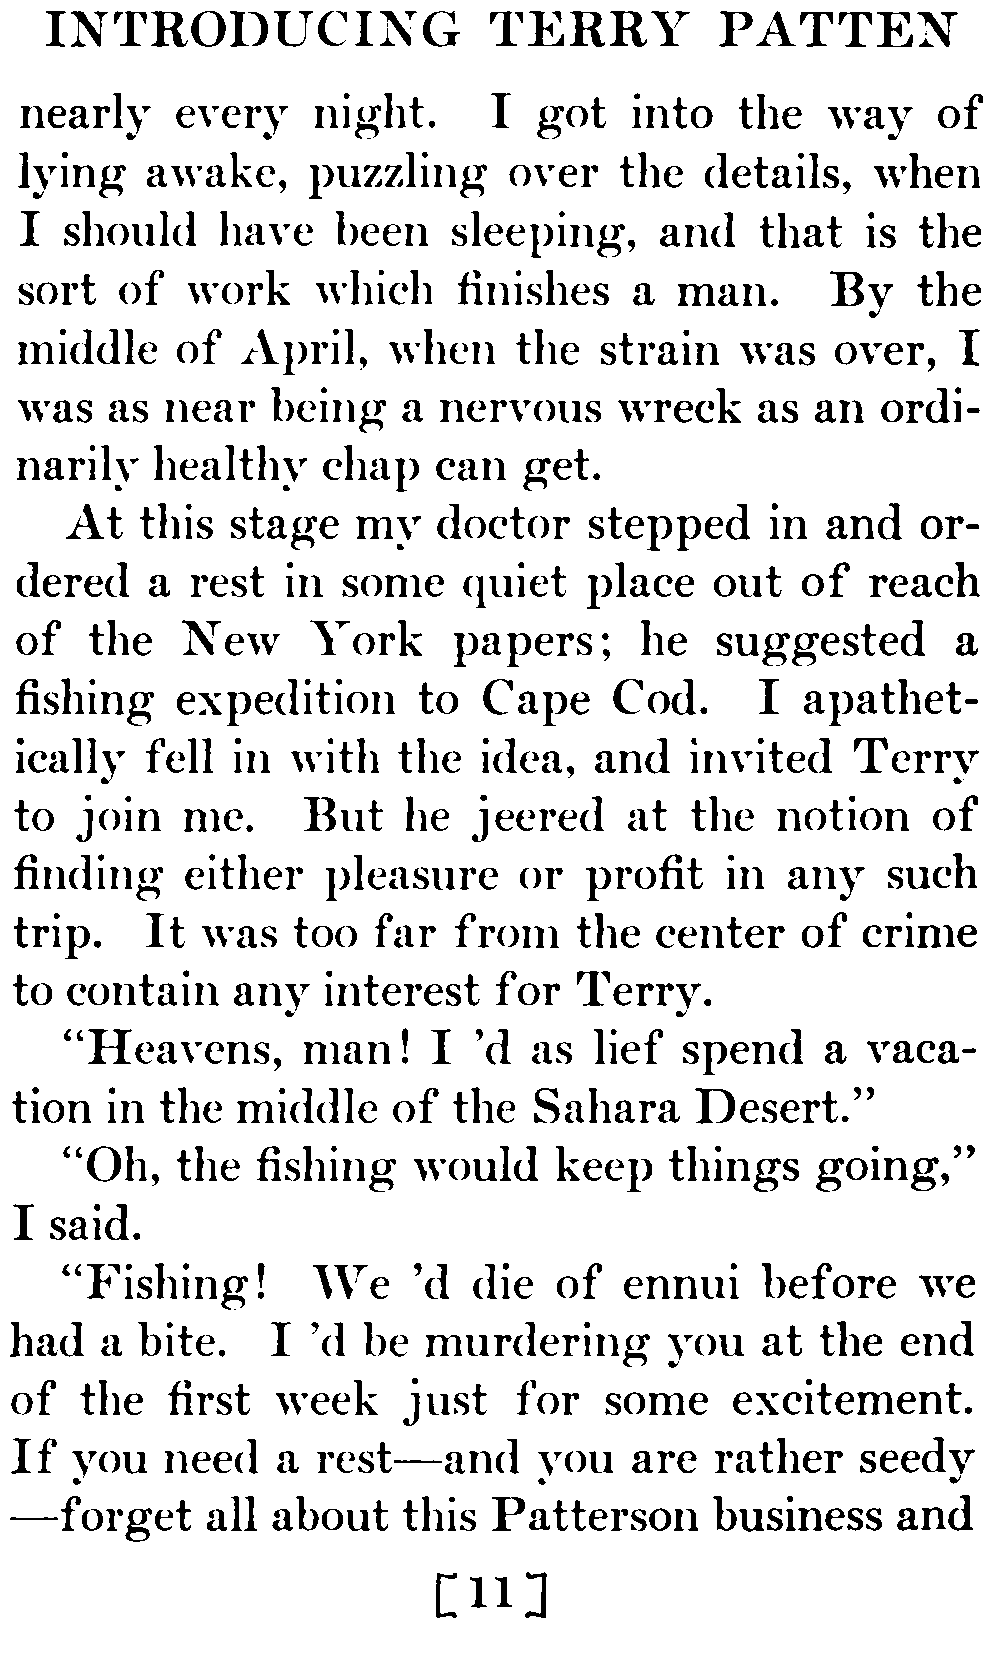 INTRODUCING TERRY PATTEN
nearly every night. I got into the way of
lying awake, puzzling over the details, when
I should have been sleeping, and that is the
sort of work which finishes a man. By the
middle of April, when the strain was over, I
was as near being a nervous wreck as an ordi-
narily healthy chap can get.
At this stage my doctor stepped in and or-
dered a rest in some quiet place out of reach
of the New York papers; he suggested a
fishing expedition to Cape Cod. I apathet-
ically fell in with the idea, and invited Terry
to join me. But he jeered at the notion of
finding either pleasure or profit in any such
trip. It was too far from the center of crime
to contain any interest for Terry.
"Heavens, man! I 'd as lief spend a vaca-
tion in the middle of the Sahara Desert."
"Oh, the fishing would keep things going,"
I said.
"Fishing! We 'd die of ennui before we
had a bite. I 'd be murdering you at the end
of the first week just for some excitement.
If you need a rest—and you are rather seedy
—forget all about this Patterson business and
[11]